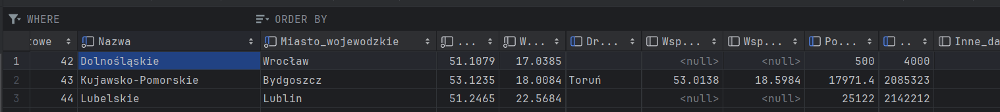 WHERE ORDER BY
towe Nazwa Miasto_wojewodzkie ... W... Dr... Wsp... Wsp... Po... .. Inne_da
1 42 Dolnośląskie Wrocław 51.1079 17.0385 <null> <null> 500 4000
2 43 Kujawsko-Pomorskie Bydgoszcz 53.1235 18.0084 Toruń 53.0138 18.5984 17971.4 2085323
3 44 Lubelskie Lublin 51.2465 22.5684 <null> <null> 25122 2142212